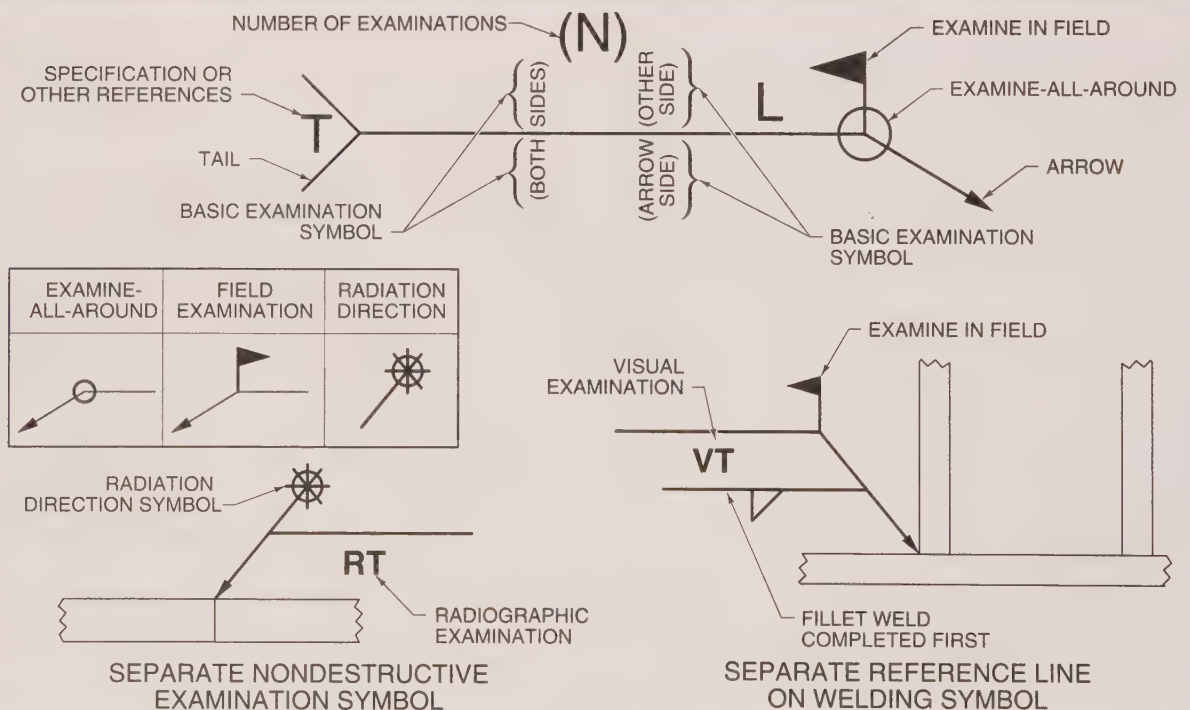 NUMBER OF EXAMINATIONS
(N)
EXAMINE IN FIELD
SPECIFICATION OR
OTHER REFERENCES
T
TAIL
(BOTH SIDES)
(OTHER
SIDE)
(ARROW
SIDE)
L
EXAMINE-ALL-AROUND
ARROW
BASIC EXAMINATION
SYMBOL
BASIC EXAMINATION
SYMBOL
EXAMINE-
ALL-AROUND
FIELD
EXAMINATION
RADIATION
DIRECTION
RADIATION
DIRECTION SYMBOL
RT
RADIOGRAPHIC
EXAMINATION
SEPARATE NONDESTRUCTIVE
EXAMINATION SYMBOL
EXAMINE IN FIELD
VISUAL
EXAMINATION
VT
FILLET WELD
COMPLETED FIRST
SEPARATE REFERENCE LINE
ON WELDING SYMBOL